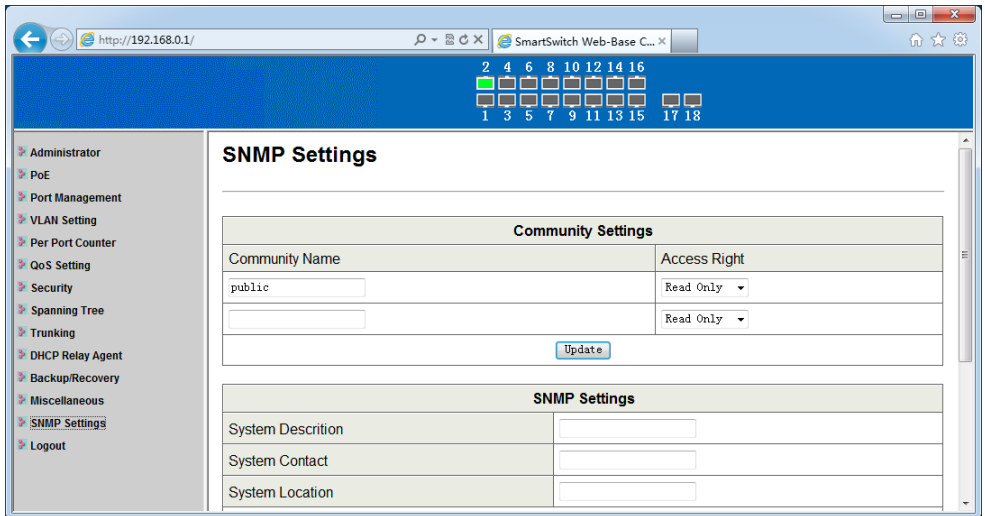 http://192.168.0.1/
SmartSwitch Web-Base C...
2 4 6 8 10 12 14 16
1 3 5 7 9 11 13 15 17 18
Administrator
PoE
Port Management
VLAN Setting
Per Port Counter
QoS Setting
Security
Spanning Tree
Trunking
DHCP Relay Agent
Backup/Recovery
Miscellaneous
SNMP Settings
Logout
SNMP Settings
Community Settings
Community Name Access Right
public Read Only
Read Only
Update
SNMP Settings
System Descrition
System Contact
System Location